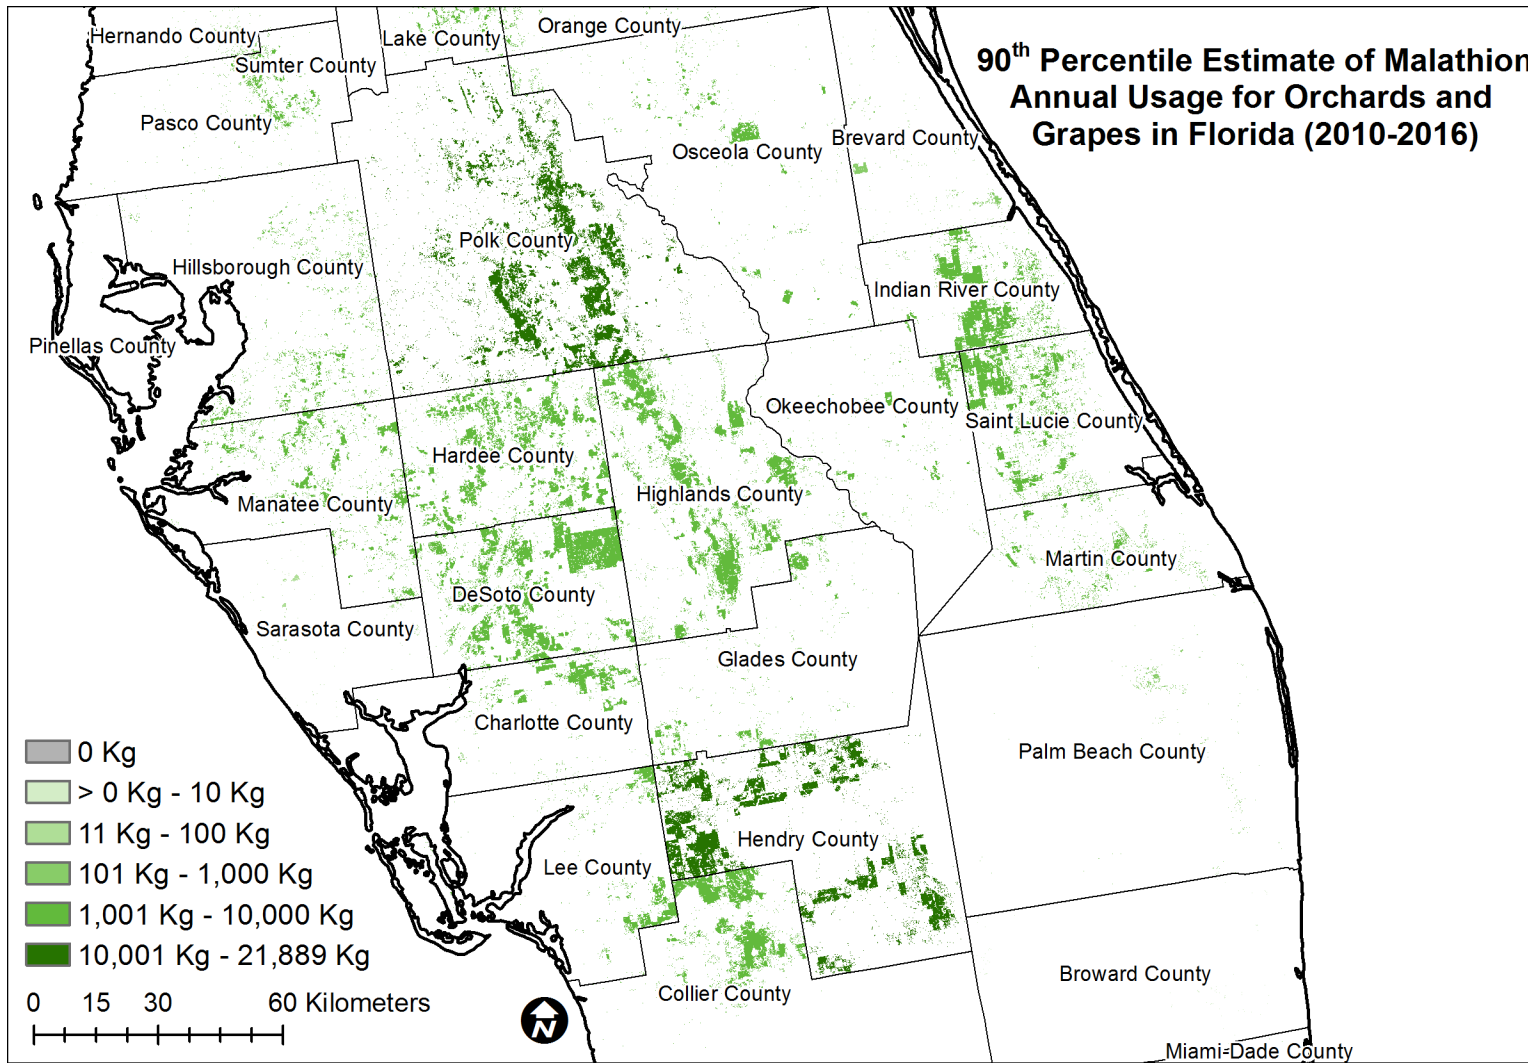 Hernando County
Lake County
Orange County
Sumter County
90th Percentile Estimate of Malathion
Annual Usage for Orchards and
Grapes in Florida (2010-2016)
Pasco County
Osceola County
Brevard County
Polk County
Hillsborough County
Indian River County
Pinellas County
Okeechobee County
Saint Lucie County
Hardee County
Highlands County
Manatee County
Martin County
DeSoto County
Sarasota County
Glades County
Charlotte County
Palm Beach County
Hendry County
Lee County
Broward County
Collier County
Miami-Dade County
0 Kg
> 0 Kg - 10 Kg
11 Kg - 100 Kg
101 Kg - 1,000 Kg
1,001 Kg - 10,000 Kg
10,001 Kg - 21,889 Kg
0 15 30 60 Kilometers
N